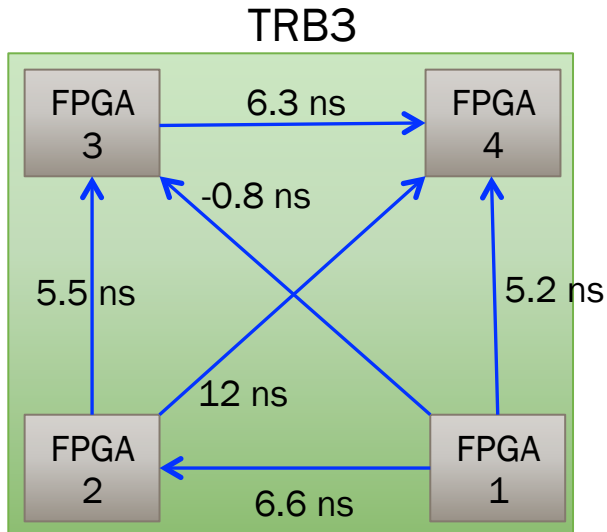 TRB3
FPGA
3
6.3 ns
FPGA
4
-0.8 ns
5.5 ns
5.2 ns
12 ns
FPGA
2
6.6 ns
FPGA
1